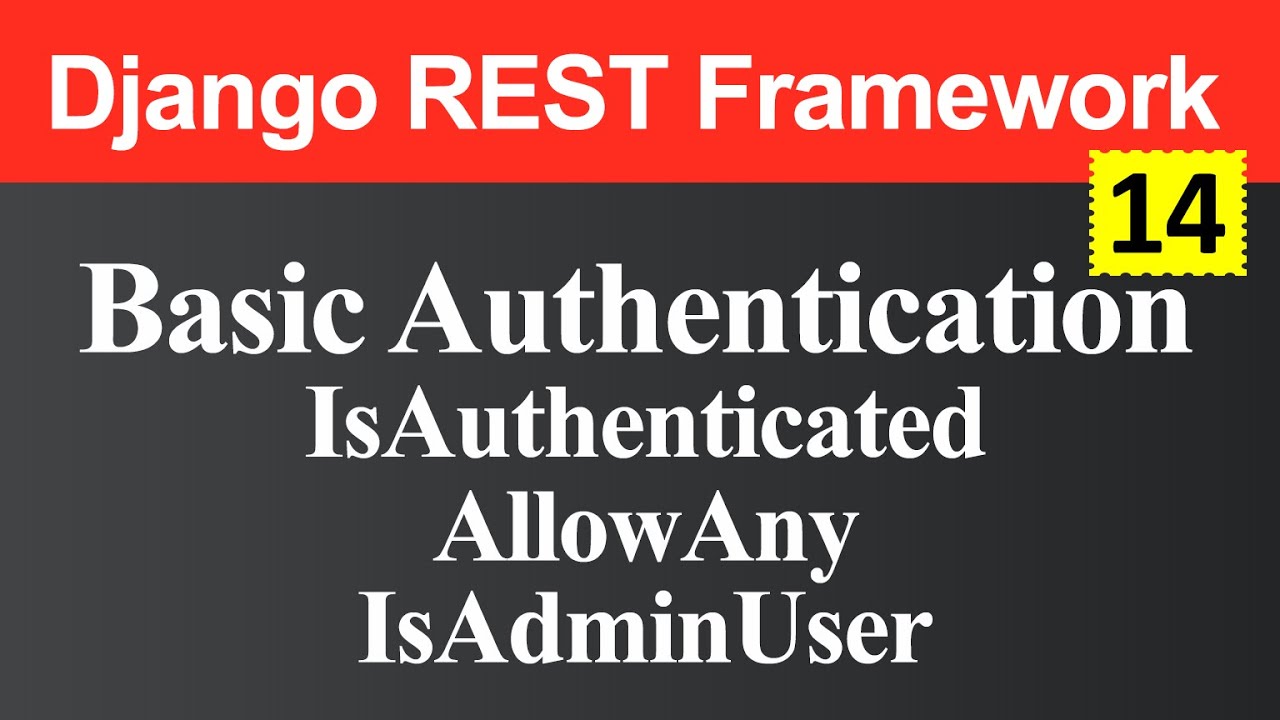 Django REST Framework
14
Basic Authentication
IsAuthenticated
AllowAny
IsAdminUser